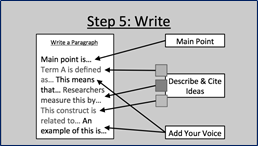 Step 5: Write
Write a Paragraph
Main point is...
Term A is defined
as... This means
that... Researchers
measure this by...
This construct is
related to... An
example of this is...
Main Point
Describe & Cite
Ideas
Add Your Voice